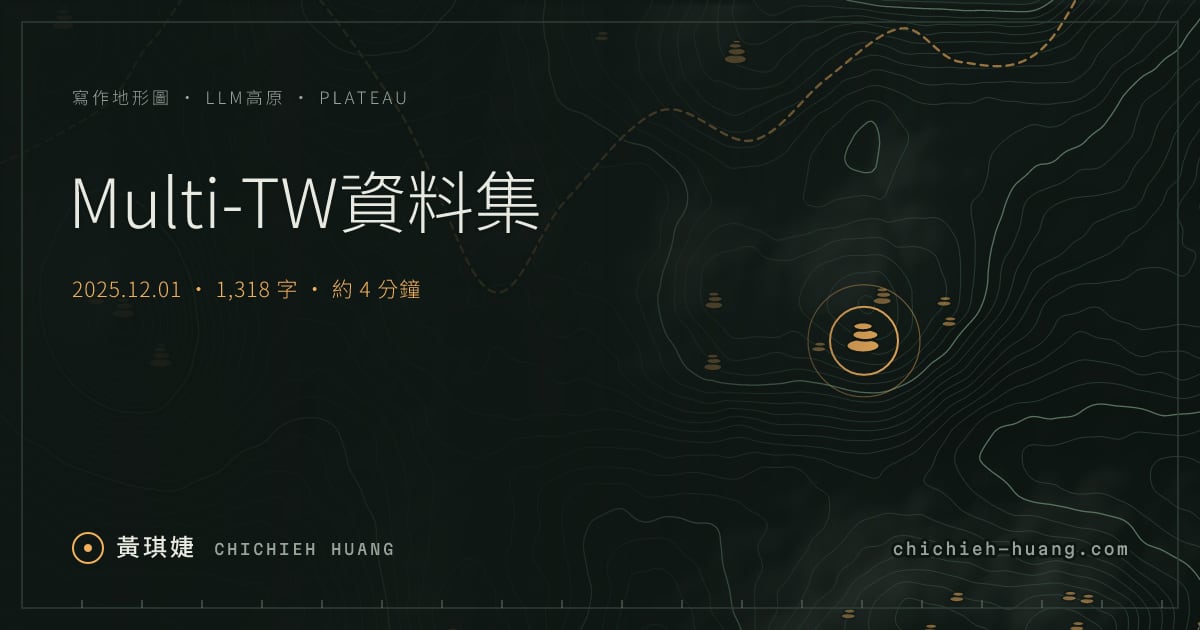 寫作地形圖 · LLM高原 · PLATEAU
Multi-TW資料集
2025.12.01 · 1,318 字 · 約 4 分鐘
黃琪婕 CHICHIEH HUANG
chichieh-huang.com